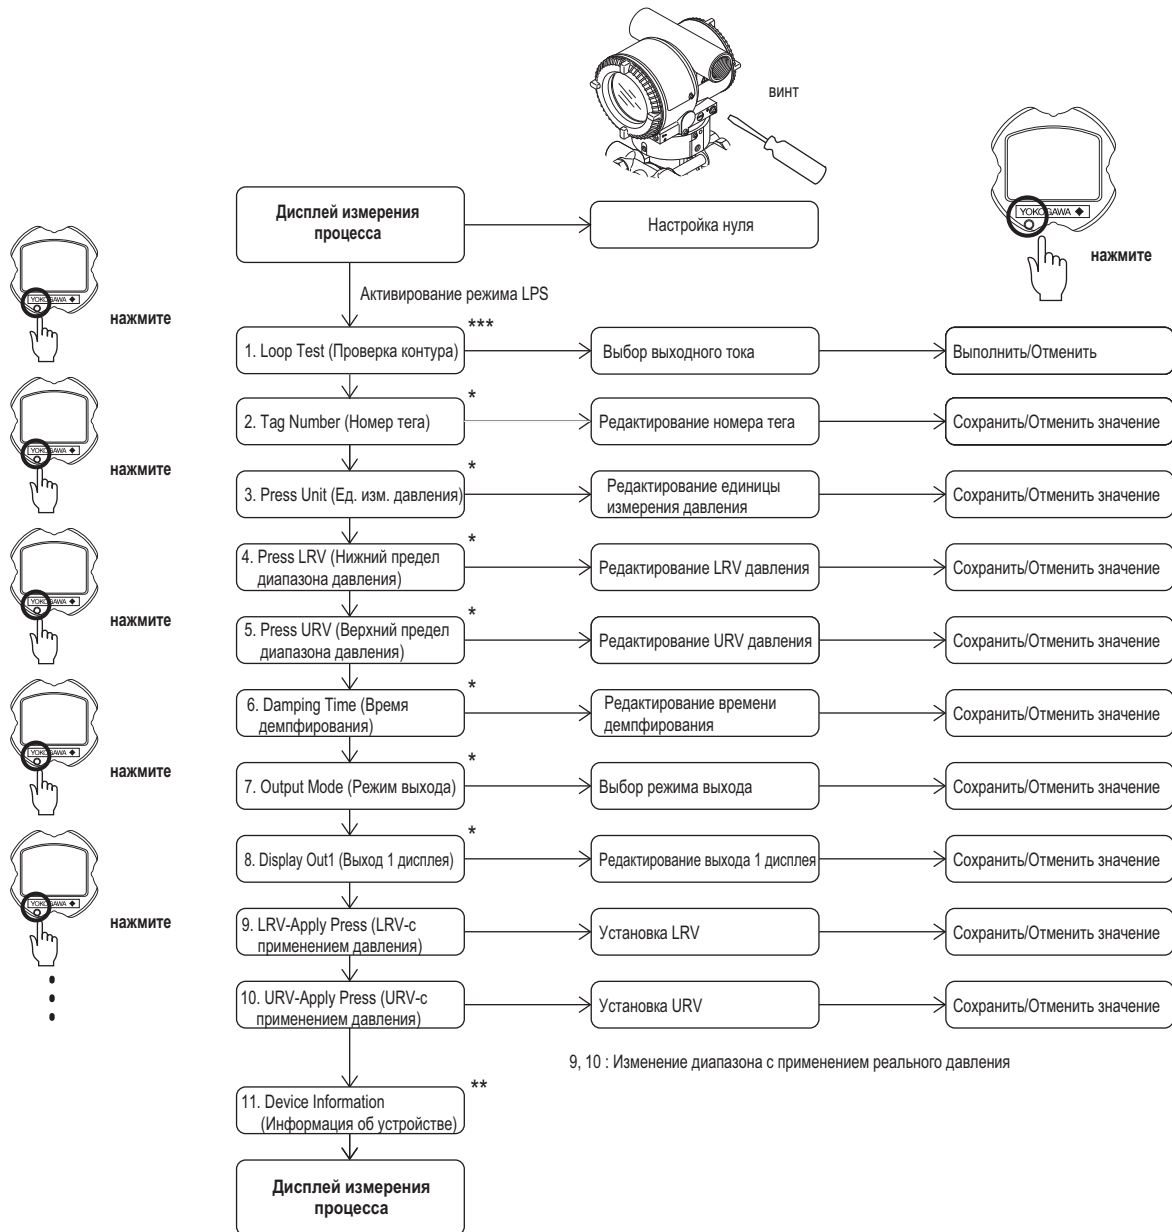 винт
YOKOGAWA ◆
нажмите
Дисплей измерения
процесса
Настройка нуля
Активирование режима LPS
YOKOGAWA ◆
нажмите
***
1. Loop Test (Проверка контура)
Выбор выходного тока
Выполнить/Отменить
*
2. Tag Number (Номер тега)
Редактирование номера тега
Сохранить/Отменить значение
YOKOGAWA ◆
нажмите
*
3. Press Unit (Ед. изм. давления)
Редактирование единицы
измерения давления
Сохранить/Отменить значение
*
4. Press LRV (Нижний предел
диапазона давления)
Редактирование LRV давления
Сохранить/Отменить значение
YOKOGAWA ◆
нажмите
*
5. Press URV (Верхний предел
диапазона давления)
Редактирование URV давления
Сохранить/Отменить значение
*
6. Damping Time (Время
демпфирования)
Редактирование времени
демпфирования
Сохранить/Отменить значение
YOKOGAWA ◆
нажмите
*
7. Output Mode (Режим выхода)
Выбор режима выхода
Сохранить/Отменить значение
*
8. Display Out1 (Выход 1 дисплея)
Редактирование выхода 1 дисплея
Сохранить/Отменить значение
YOKOGAWA ◆
нажмите
9. LRV-Apply Press (LRV-с
применением давления)
Установка LRV
Сохранить/Отменить значение
10. URV-Apply Press (URV-с
применением давления)
Установка URV
Сохранить/Отменить значение
9, 10 : Изменение диапазона с применением реального давления
**
11. Device Information
(Информация об устройстве)
Дисплей измерения
процесса